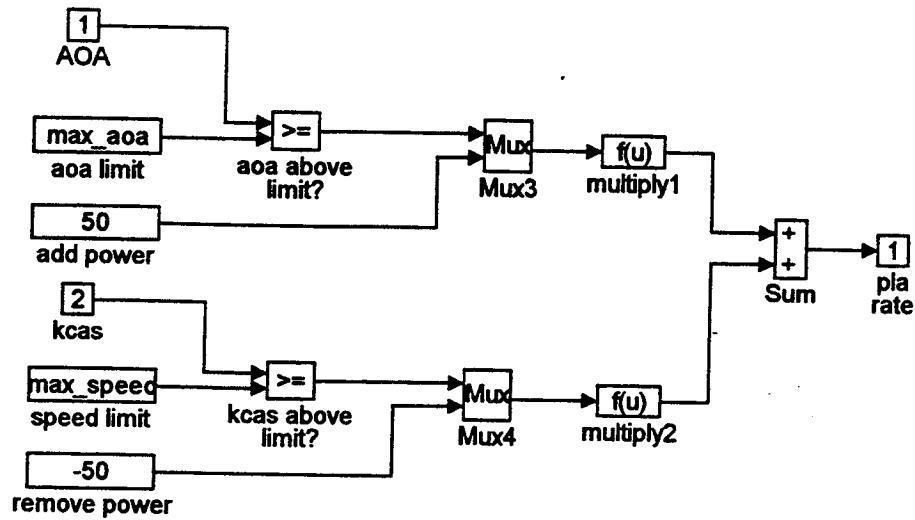 1
AOA
max_aoa
aoa limit
>=
aoa above
limit?
50
add power
Mux
Mux3
f(u)
multiply1
+
+
Sum
1
pla
rate
2
kcas
max_speed
speed limit
>=
kcas above
limit?
-50
remove power
Mux
Mux4
f(u)
multiply2